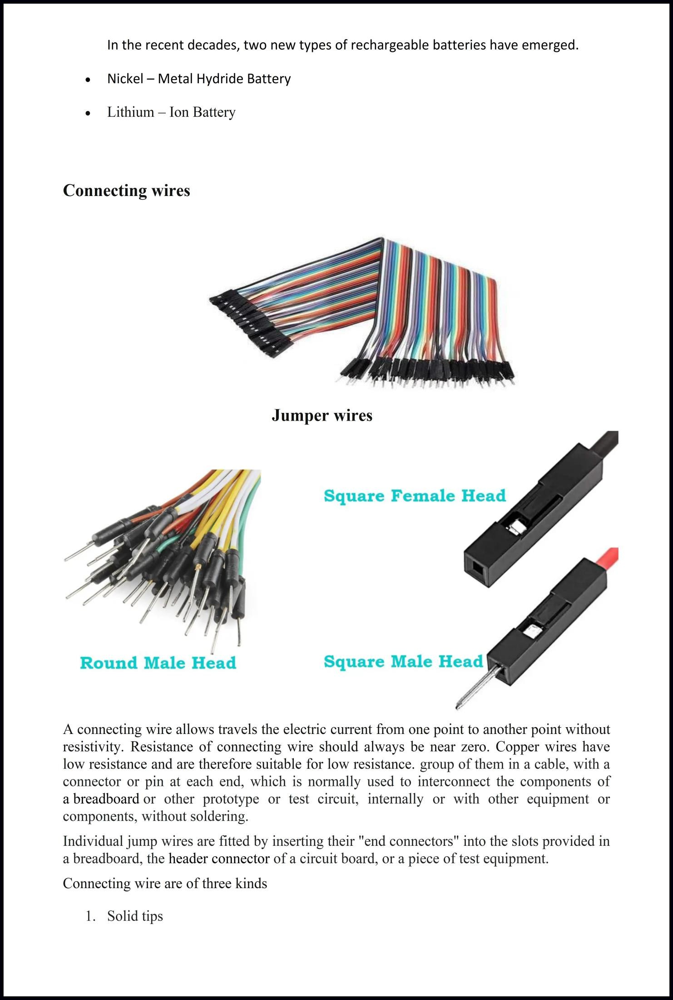 In the recent decades, two new types of rechargeable batteries have emerged.
• Nickel – Metal Hydride Battery
• Lithium – Ion Battery
Connecting wires
Jumper wires
Square Female Head
Round Male Head
Square Male Head
A connecting wire allows travels the electric current from one point to another point without
resistivity. Resistance of connecting wire should always be near zero. Copper wires have
low resistance and are therefore suitable for low resistance. group of them in a cable, with a
connector or pin at each end, which is normally used to interconnect the components of
a breadboard or other prototype or test circuit, internally or with other equipment or
components, without soldering.
Individual jump wires are fitted by inserting their "end connectors" into the slots provided in
a breadboard, the header connector of a circuit board, or a piece of test equipment.
Connecting wire are of three kinds
1. Solid tips